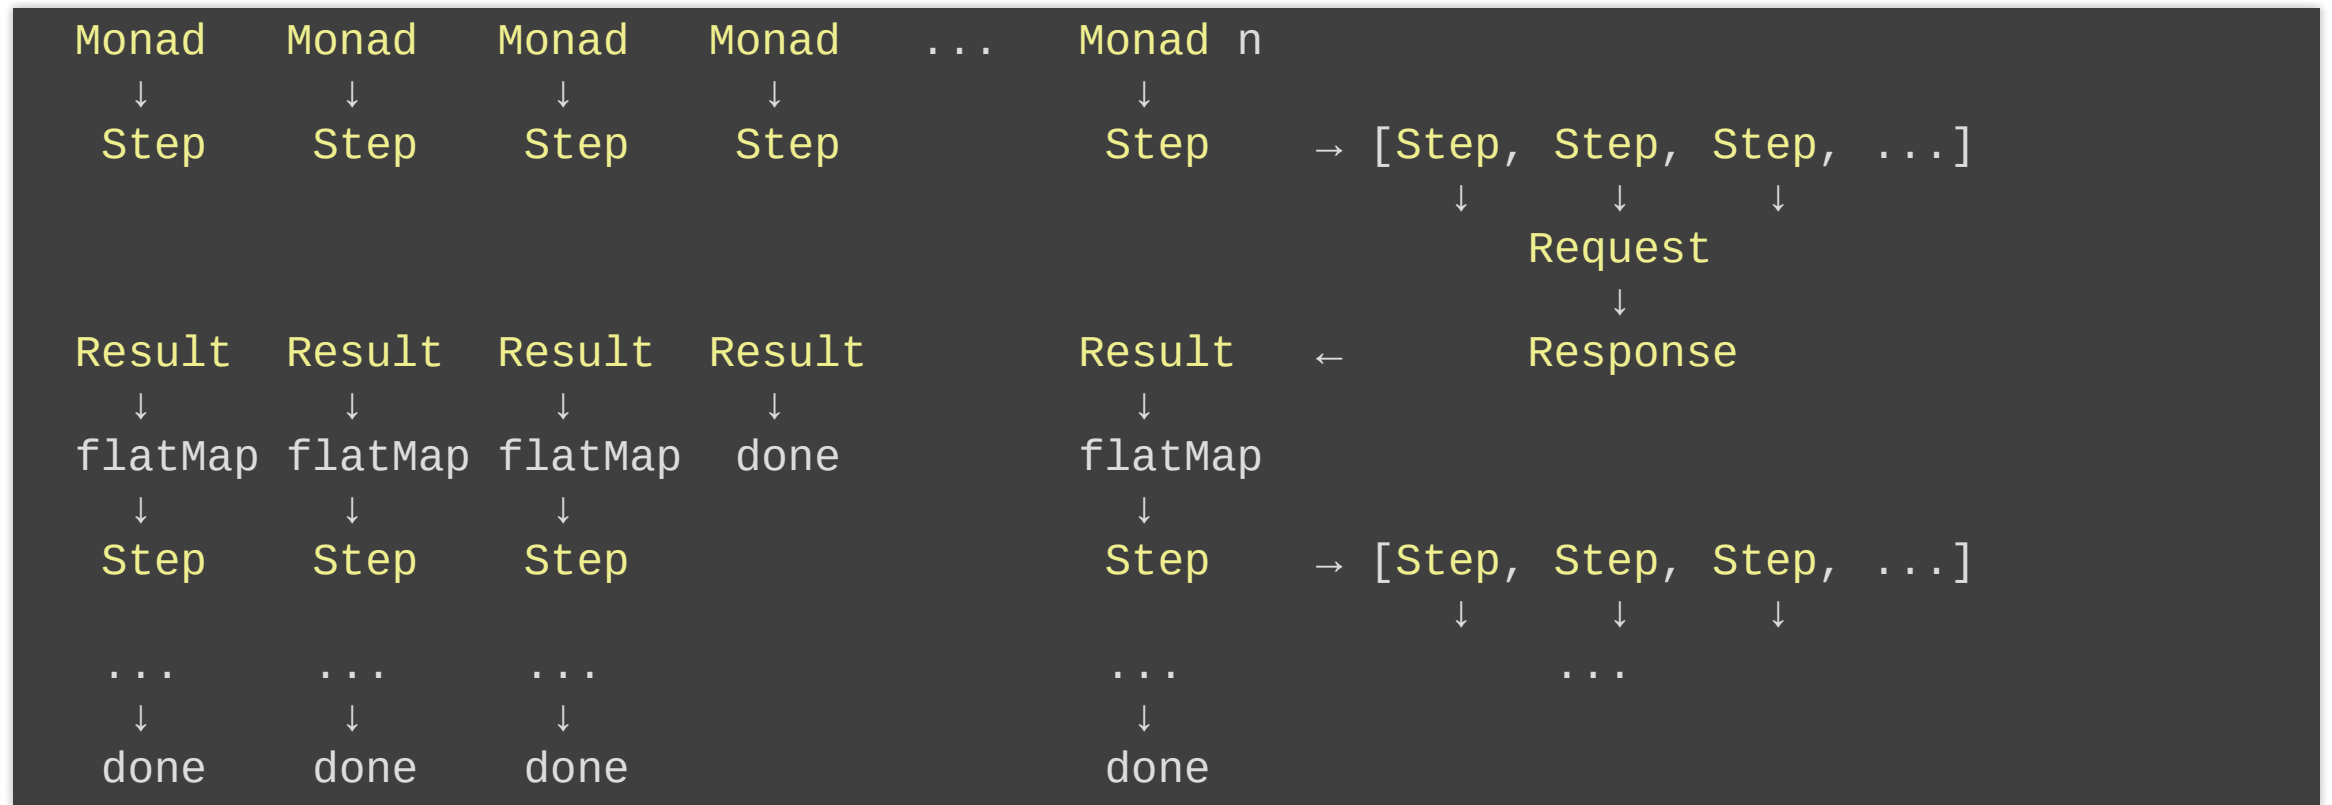 Monad Monad Monad Monad ... Monad n
↓ ↓ ↓ ↓ ↓
Step Step Step Step Step → [Step, Step, Step, ...]
↓ ↓ ↓
Request
↓
Result Result Result Result Result ← Response
↓ ↓ ↓ ↓ ↓
flatMap flatMap flatMap done flatMap
↓ ↓ ↓ ↓
Step Step Step Step → [Step, Step, Step, ...]
↓ ↓ ↓
... ... ... ... ...
↓ ↓ ↓ ↓
done done done done